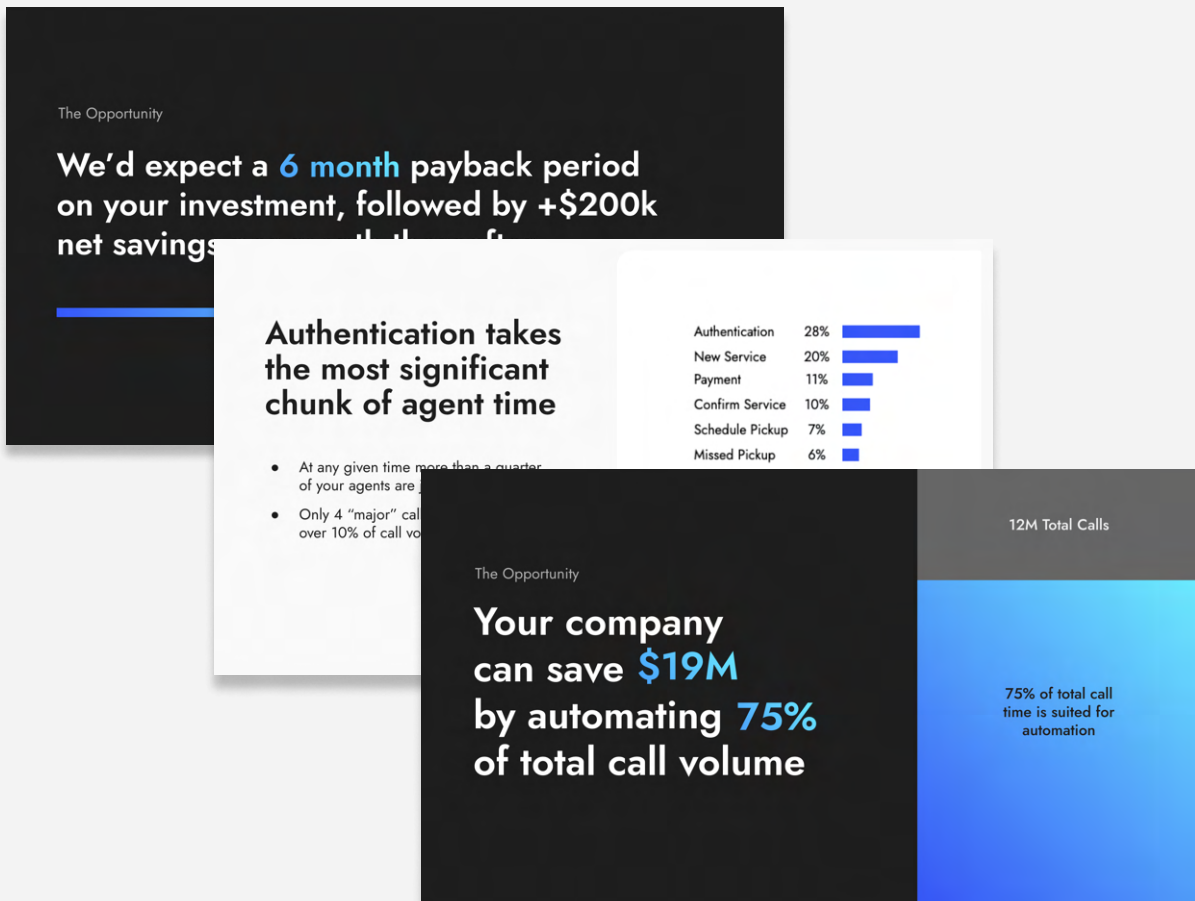 The Opportunity
We’d expect a 6 month payback period
on your investment, followed by +$200k
net savings
Authentication takes
the most significant
chunk of agent time
● At any given time more than a quarter
of your agents are
● Only 4 “major”
over 10% of call
Authentication 28%
New Service 20%
Payment 11%
Confirm Service 10%
Schedule Pickup 7%
Missed Pickup 6%
The Opportunity
Your company
can save $19M
by automating 75%
of total call volume
12M Total Calls
75% of total call
time is suited for
automation